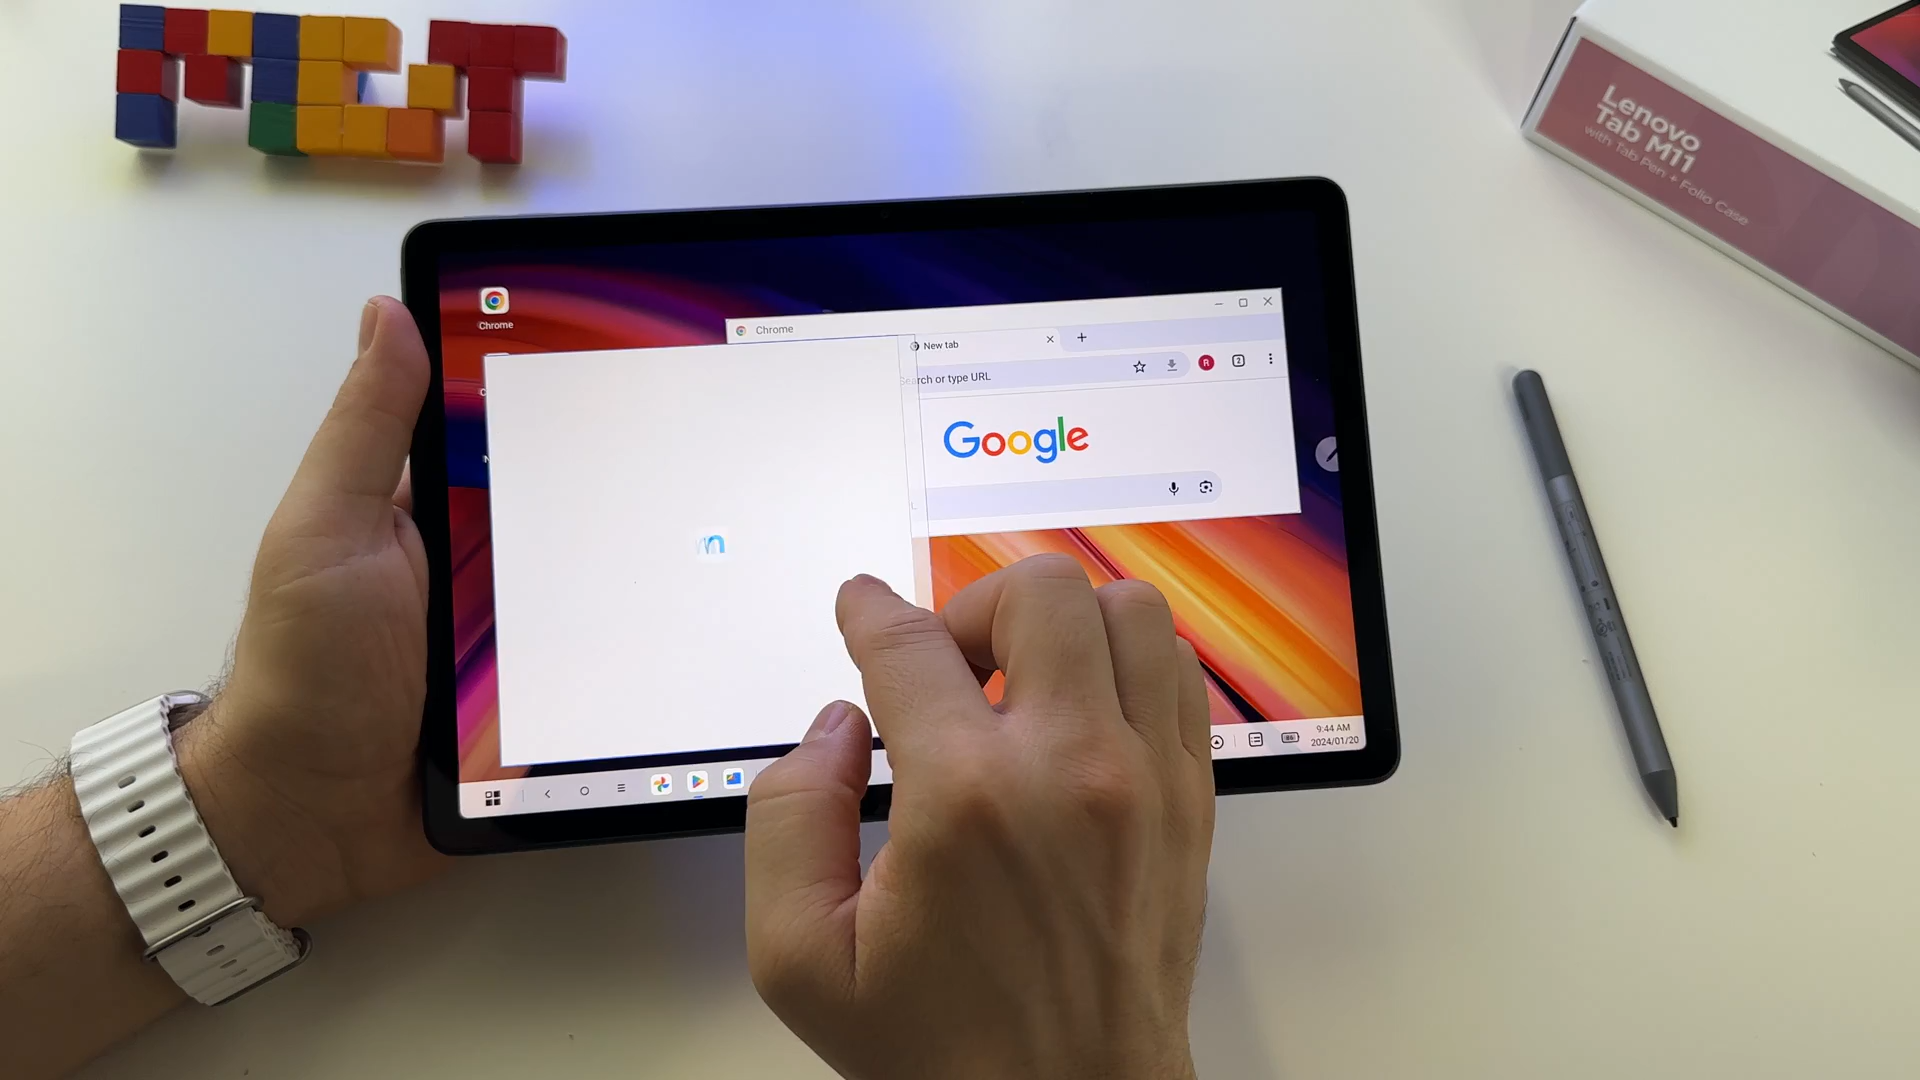 Lenovo
Tab M11
with Tab Pen + Folio Case
Chrome
Chrome
New tab
Search or type URL
Google
n
R
2
9:44 AM
2024/01/20